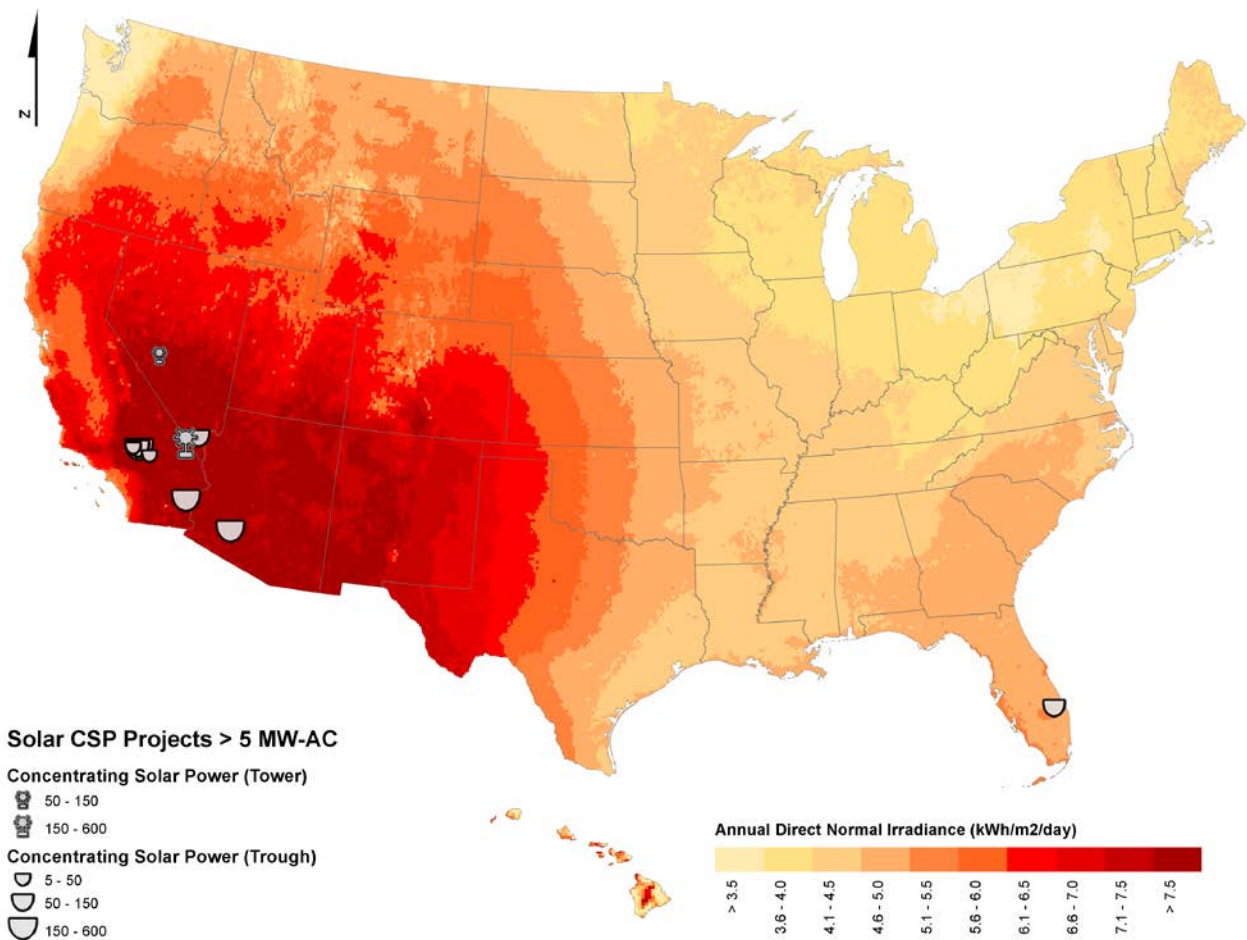 N
Solar CSP Projects > 5 MW-AC
Concentrating Solar Power (Tower)
50 - 150
150 - 600
Concentrating Solar Power (Trough)
5 - 50
50 - 150
150 - 600
Annual Direct Normal Irradiance (kWh/m2/day)
> 3.5
3.6 - 4.0
4.1 - 4.5
4.6 - 5.0
5.1 - 5.5
5.6 - 6.0
6.1 - 6.5
6.6 - 7.0
7.1 - 7.5
> 7.5